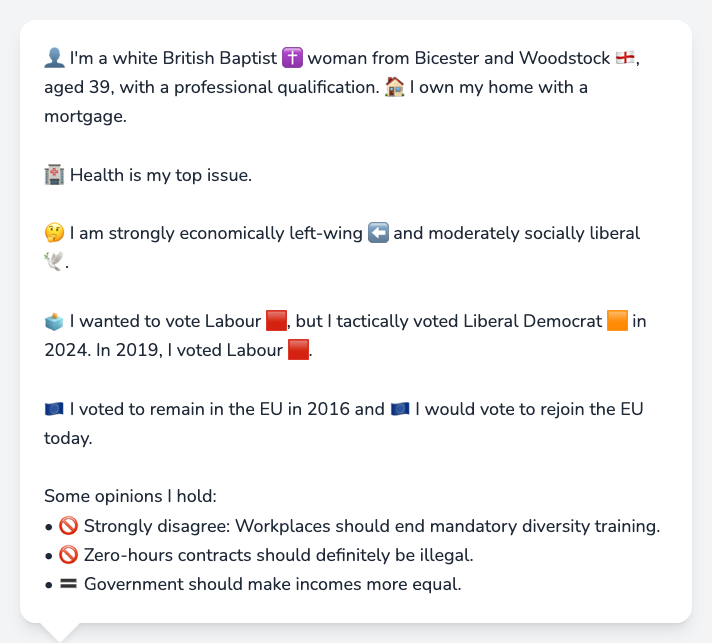 👤 I'm a white British Baptist ✝️ woman from Bicester and Woodstock 🏴󠁧󠁢󠁥󠁮󠁧󠁿,
aged 39, with a professional qualification. 🏠 I own my home with a
mortgage.
🏥 Health is my top issue.
🤔 I am strongly economically left-wing ⬅️ and moderately socially liberal
🕊️.
🗳️ I wanted to vote Labour 🟥, but I tactically voted Liberal Democrat 🟧 in
2024. In 2019, I voted Labour 🟥.
🇪🇺 I voted to remain in the EU in 2016 and 🇪🇺 I would vote to rejoin the EU
today.
Some opinions I hold:
• 🚫 Strongly disagree: Workplaces should end mandatory diversity training.
• 🚫 Zero-hours contracts should definitely be illegal.
• 🟰 Government should make incomes more equal.